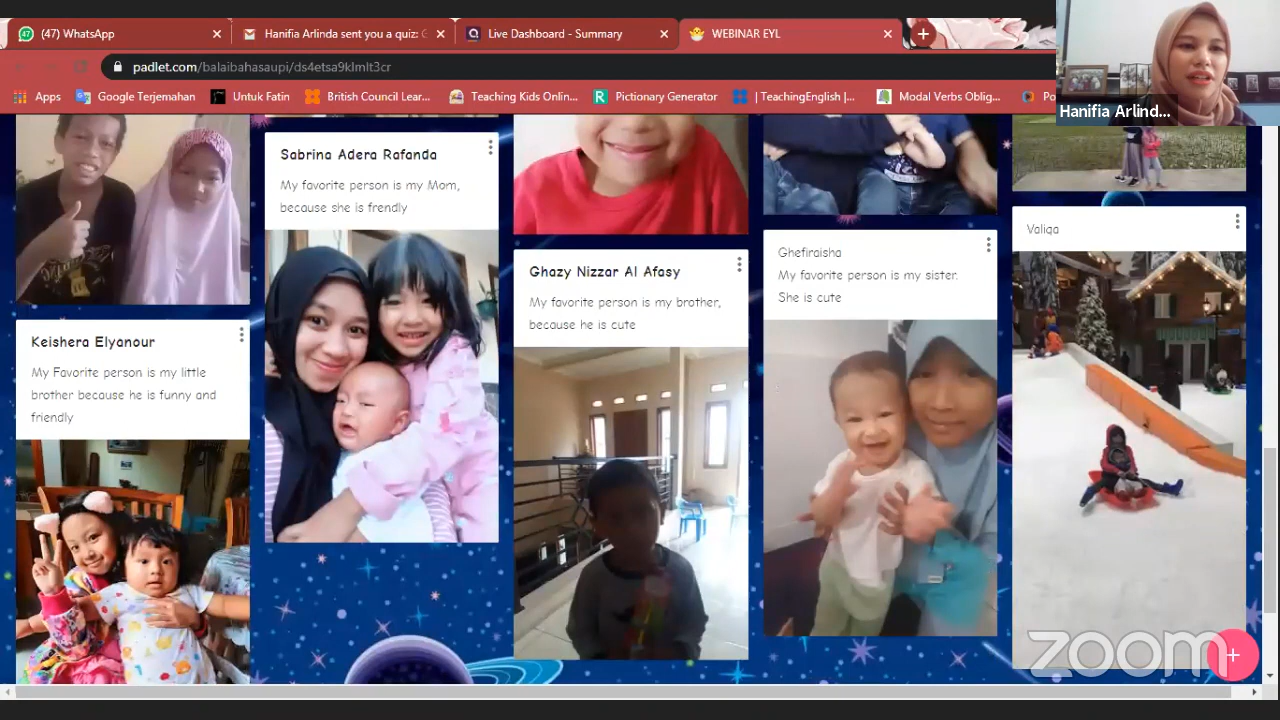 (47) WhatsApp
Hanifia Arlinda sent you a quiz:
Live Dashboard - Summary
WEBINAR EYL
padlet.com/balaibahasaupi/ds4etsa9klmlt3cr
Apps
Google Terjemahan
Untuk Fatin
British Council Lear...
Teaching Kids Onlin...
Pictionary Generator
| TeachingEnglish |...
Modal Verbs Oblig...
Po
Hanifia Arlind...
Keishera Elyanour
My Favorite person is my little
brother because he is funny and
friendly
Sabrina Adera Rafanda
My favorite person is my Mom,
because she is frendly
Ghazy Nizzar Al Afasy
My favorite person is my brother,
because he is cute
Ghefiraisha
My favorite person is my sister.
She is cute
Valiqa
zoom